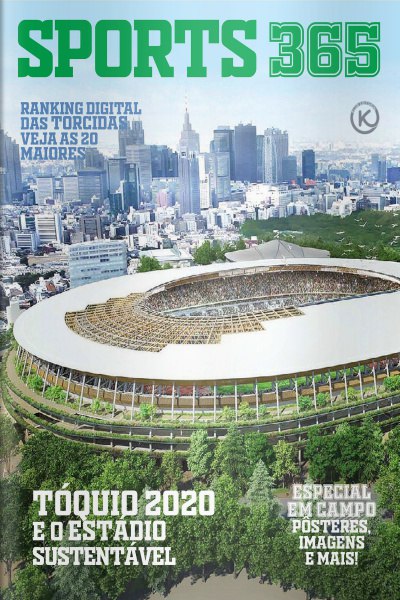 SPORTS 365
RANKING DIGITAL
DAS TORCIDAS
VEJA AS 20
MAIORES
K
TÓQUIO 2020
E O ESTÁDIO
SUSTENTÁVEL
ESPECIAL
EM CAMPO
PÔSTERES,
IMAGENS
E MAIS!